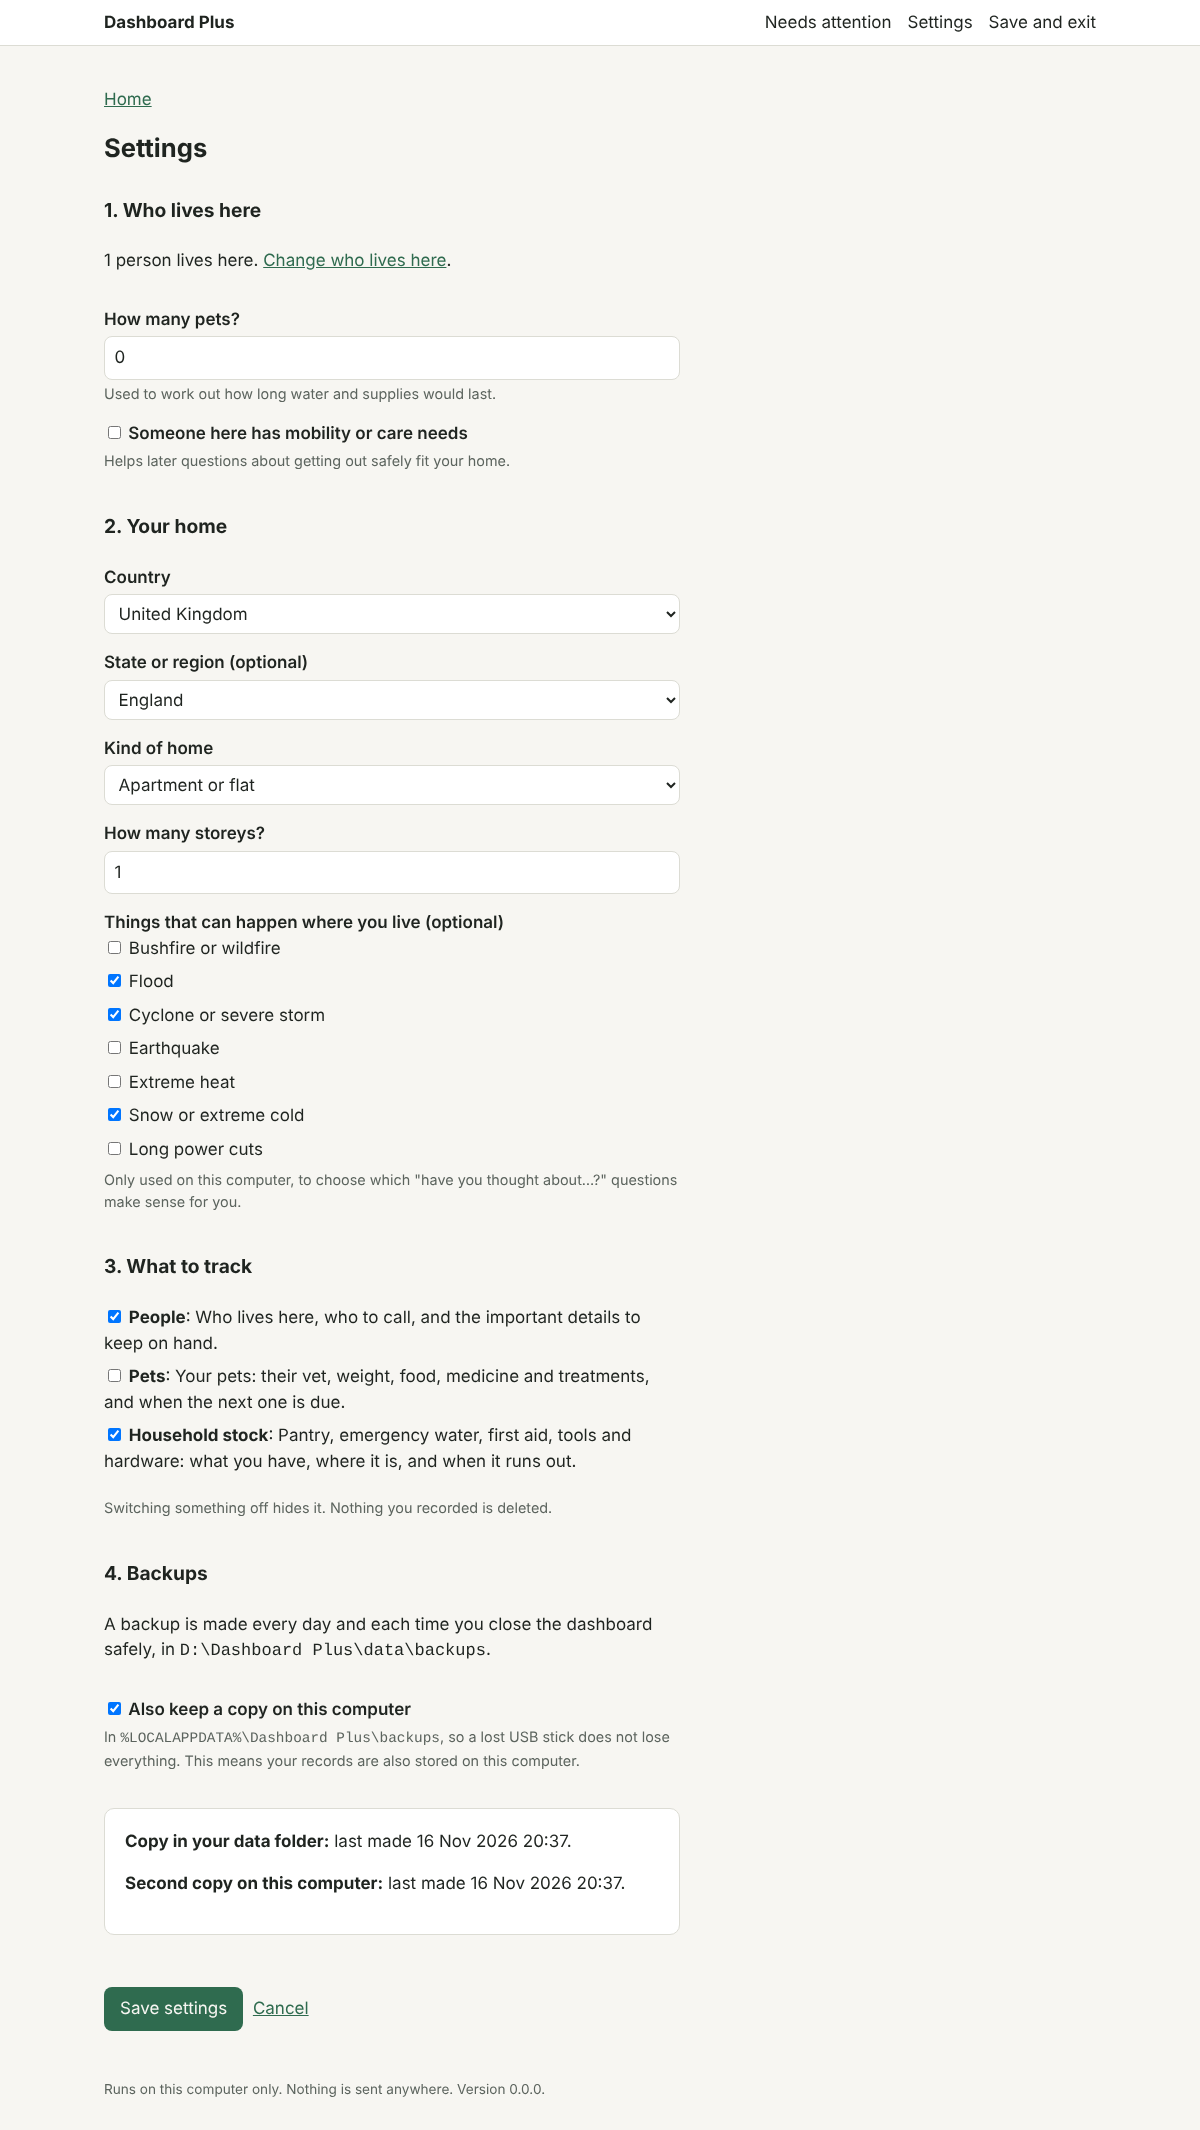 Dashboard Plus
Needs attention Settings Save and exit
Home
Settings
1. Who lives here
1 person lives here. Change who lives here.
How many pets?
0
Used to work out how long water and supplies would last.
Someone here has mobility or care needs
Helps later questions about getting out safely fit your home.
2. Your home
Country
United Kingdom
State or region (optional)
England
Kind of home
Apartment or flat
How many storeys?
1
Things that can happen where you live (optional)
Bushfire or wildfire
Flood
Cyclone or severe storm
Earthquake
Extreme heat
Snow or extreme cold
Long power cuts
Only used on this computer, to choose which "have you thought about...?" questions
make sense for you.
3. What to track
People: Who lives here, who to call, and the important details to
keep on hand.
Pets: Your pets: their vet, weight, food, medicine and treatments,
and when the next one is due.
Household stock: Pantry, emergency water, first aid, tools and
hardware: what you have, where it is, and when it runs out.
Switching something off hides it. Nothing you recorded is deleted.
4. Backups
A backup is made every day and each time you close the dashboard
safely, in D:\Dashboard Plus\data\backups.
Also keep a copy on this computer
In %LOCALAPPDATA%\Dashboard Plus\backups, so a lost USB stick does not lose
everything. This means your records are also stored on this computer.
Copy in your data folder: last made 16 Nov 2026 20:37.
Second copy on this computer: last made 16 Nov 2026 20:37.
Save settings Cancel
Runs on this computer only. Nothing is sent anywhere. Version 0.0.0.